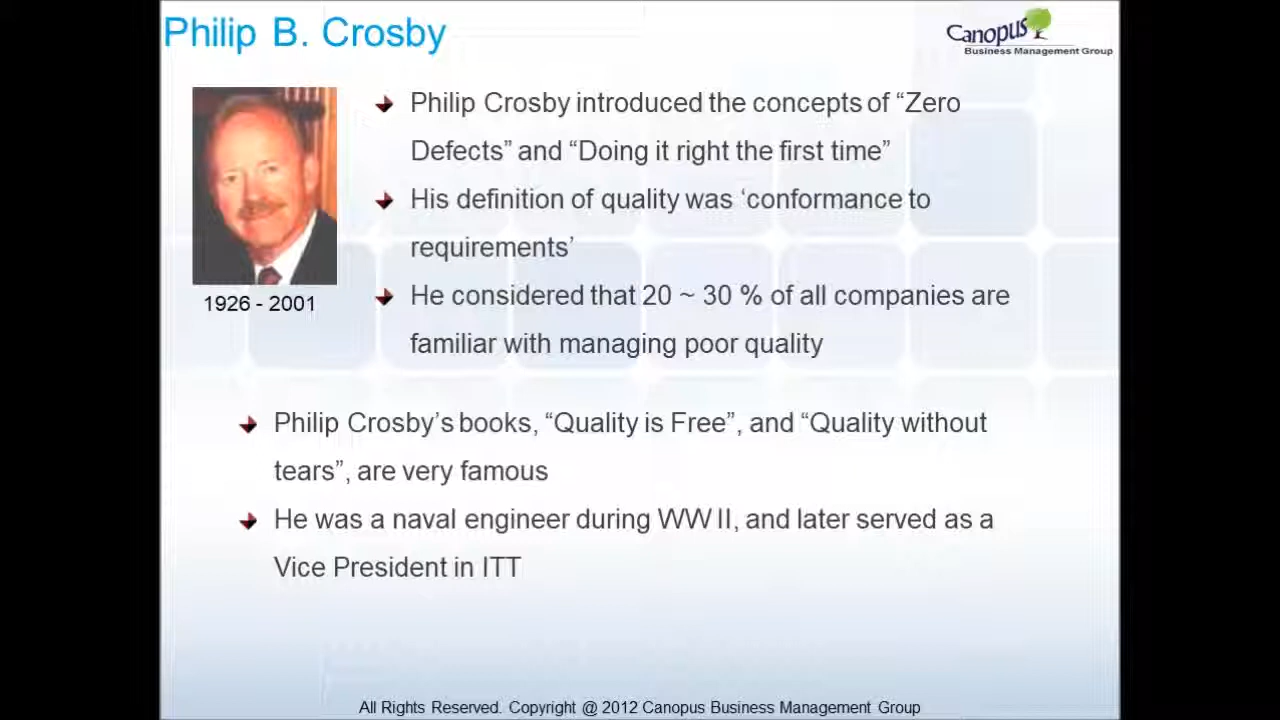 Philip B. Crosby
Canopus
Business Management Group
Philip Crosby introduced the concepts of “Zero
Defects” and “Doing it right the first time”
His definition of quality was ‘conformance to
requirements’
He considered that 20 ~ 30 % of all companies are
familiar with managing poor quality
1926 - 2001
Philip Crosby’s books, “Quality is Free”, and “Quality without
tears”, are very famous
He was a naval engineer during WW II, and later served as a
Vice President in ITT
All Rights Reserved. Copyright @ 2012 Canopus Business Management Group